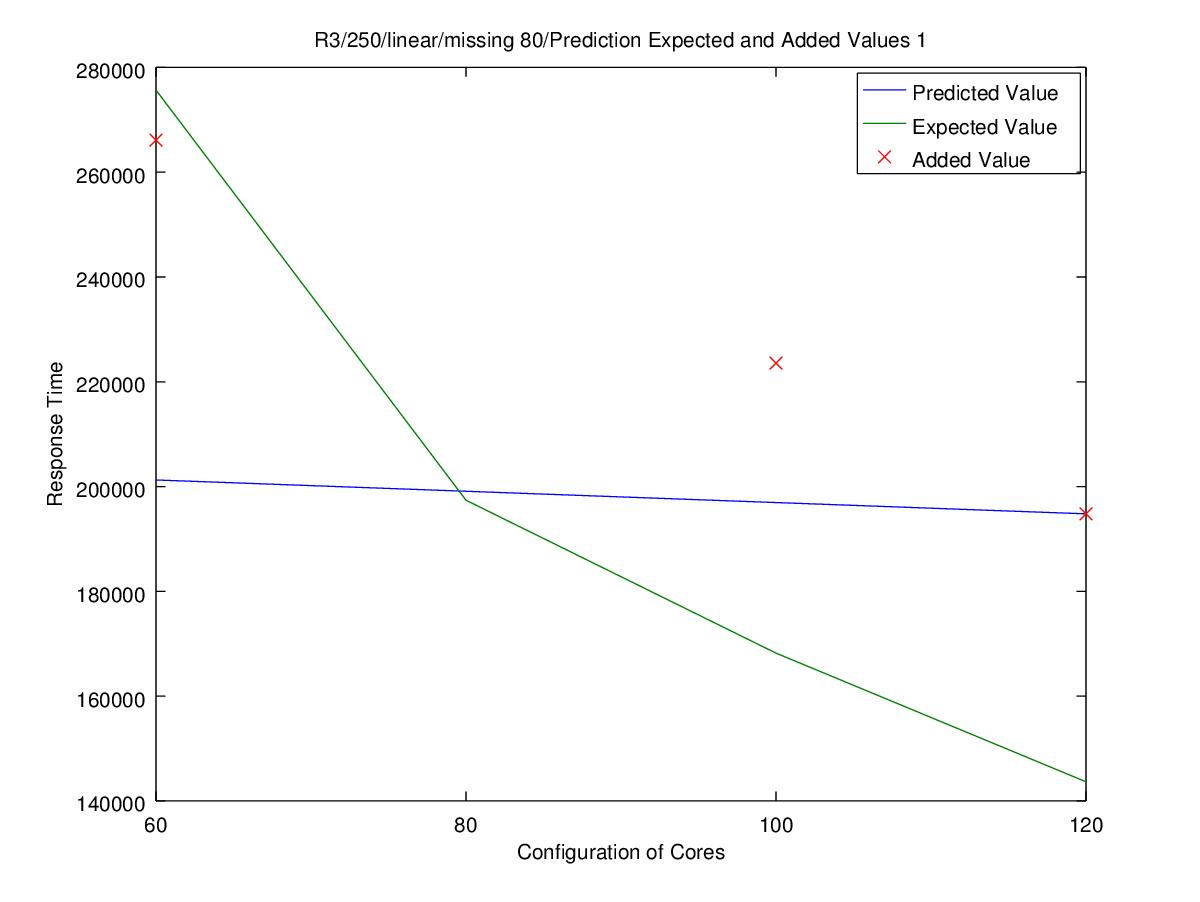 R3/250/linear/missing 80/Prediction Expected and Added Values 1
280000
260000
240000
220000
200000
180000
160000
140000
Response Time
Predicted Value
Expected Value
Added Value
60 80 100 120
Configuration of Cores